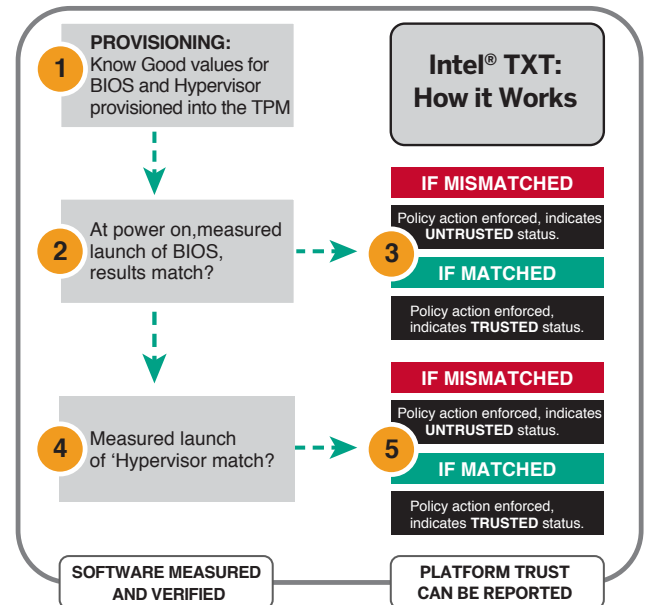 1
PROVISIONING:
Know Good values for
BIOS and Hypervisor
provisioned into the TPM
Intel® TXT:
How it Works
2
At power on,measured
launch of BIOS,
results match?
3
IF MISMATCHED
Policy action enforced, indicates
UNTRUSTED status.
IF MATCHED
Policy action enforced,
indicates TRUSTED status.
4
Measured launch
of ‘Hypervisor match?
5
IF MISMATCHED
Policy action enforced, indicates
UNTRUSTED status.
IF MATCHED
Policy action enforced,
indicates TRUSTED status.
SOFTWARE MEASURED
AND VERIFIED
PLATFORM TRUST
CAN BE REPORTED